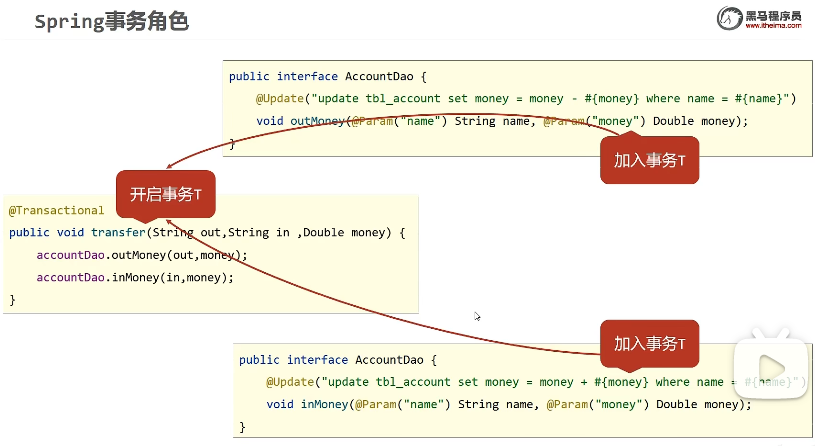 Spring事务角色
黑马程序员
www.itheima.com
public interface AccountDao {
@Update("update tbl_account set money = money - #{money} where name = #{name}")
void outMoney(@Param("name") String name, @Param("money") Double money);
}
加入事务T
开启事务T
@Transactional
public void transfer(String out,String in ,Double money) {
accountDao.outMoney(out,money);
accountDao.inMoney(in,money);
}
加入事务T
public interface AccountDao {
@Update("update tbl_account set money = money + #{money} where name = #{name}")
void inMoney(@Param("name") String name, @Param("money") Double money);
}